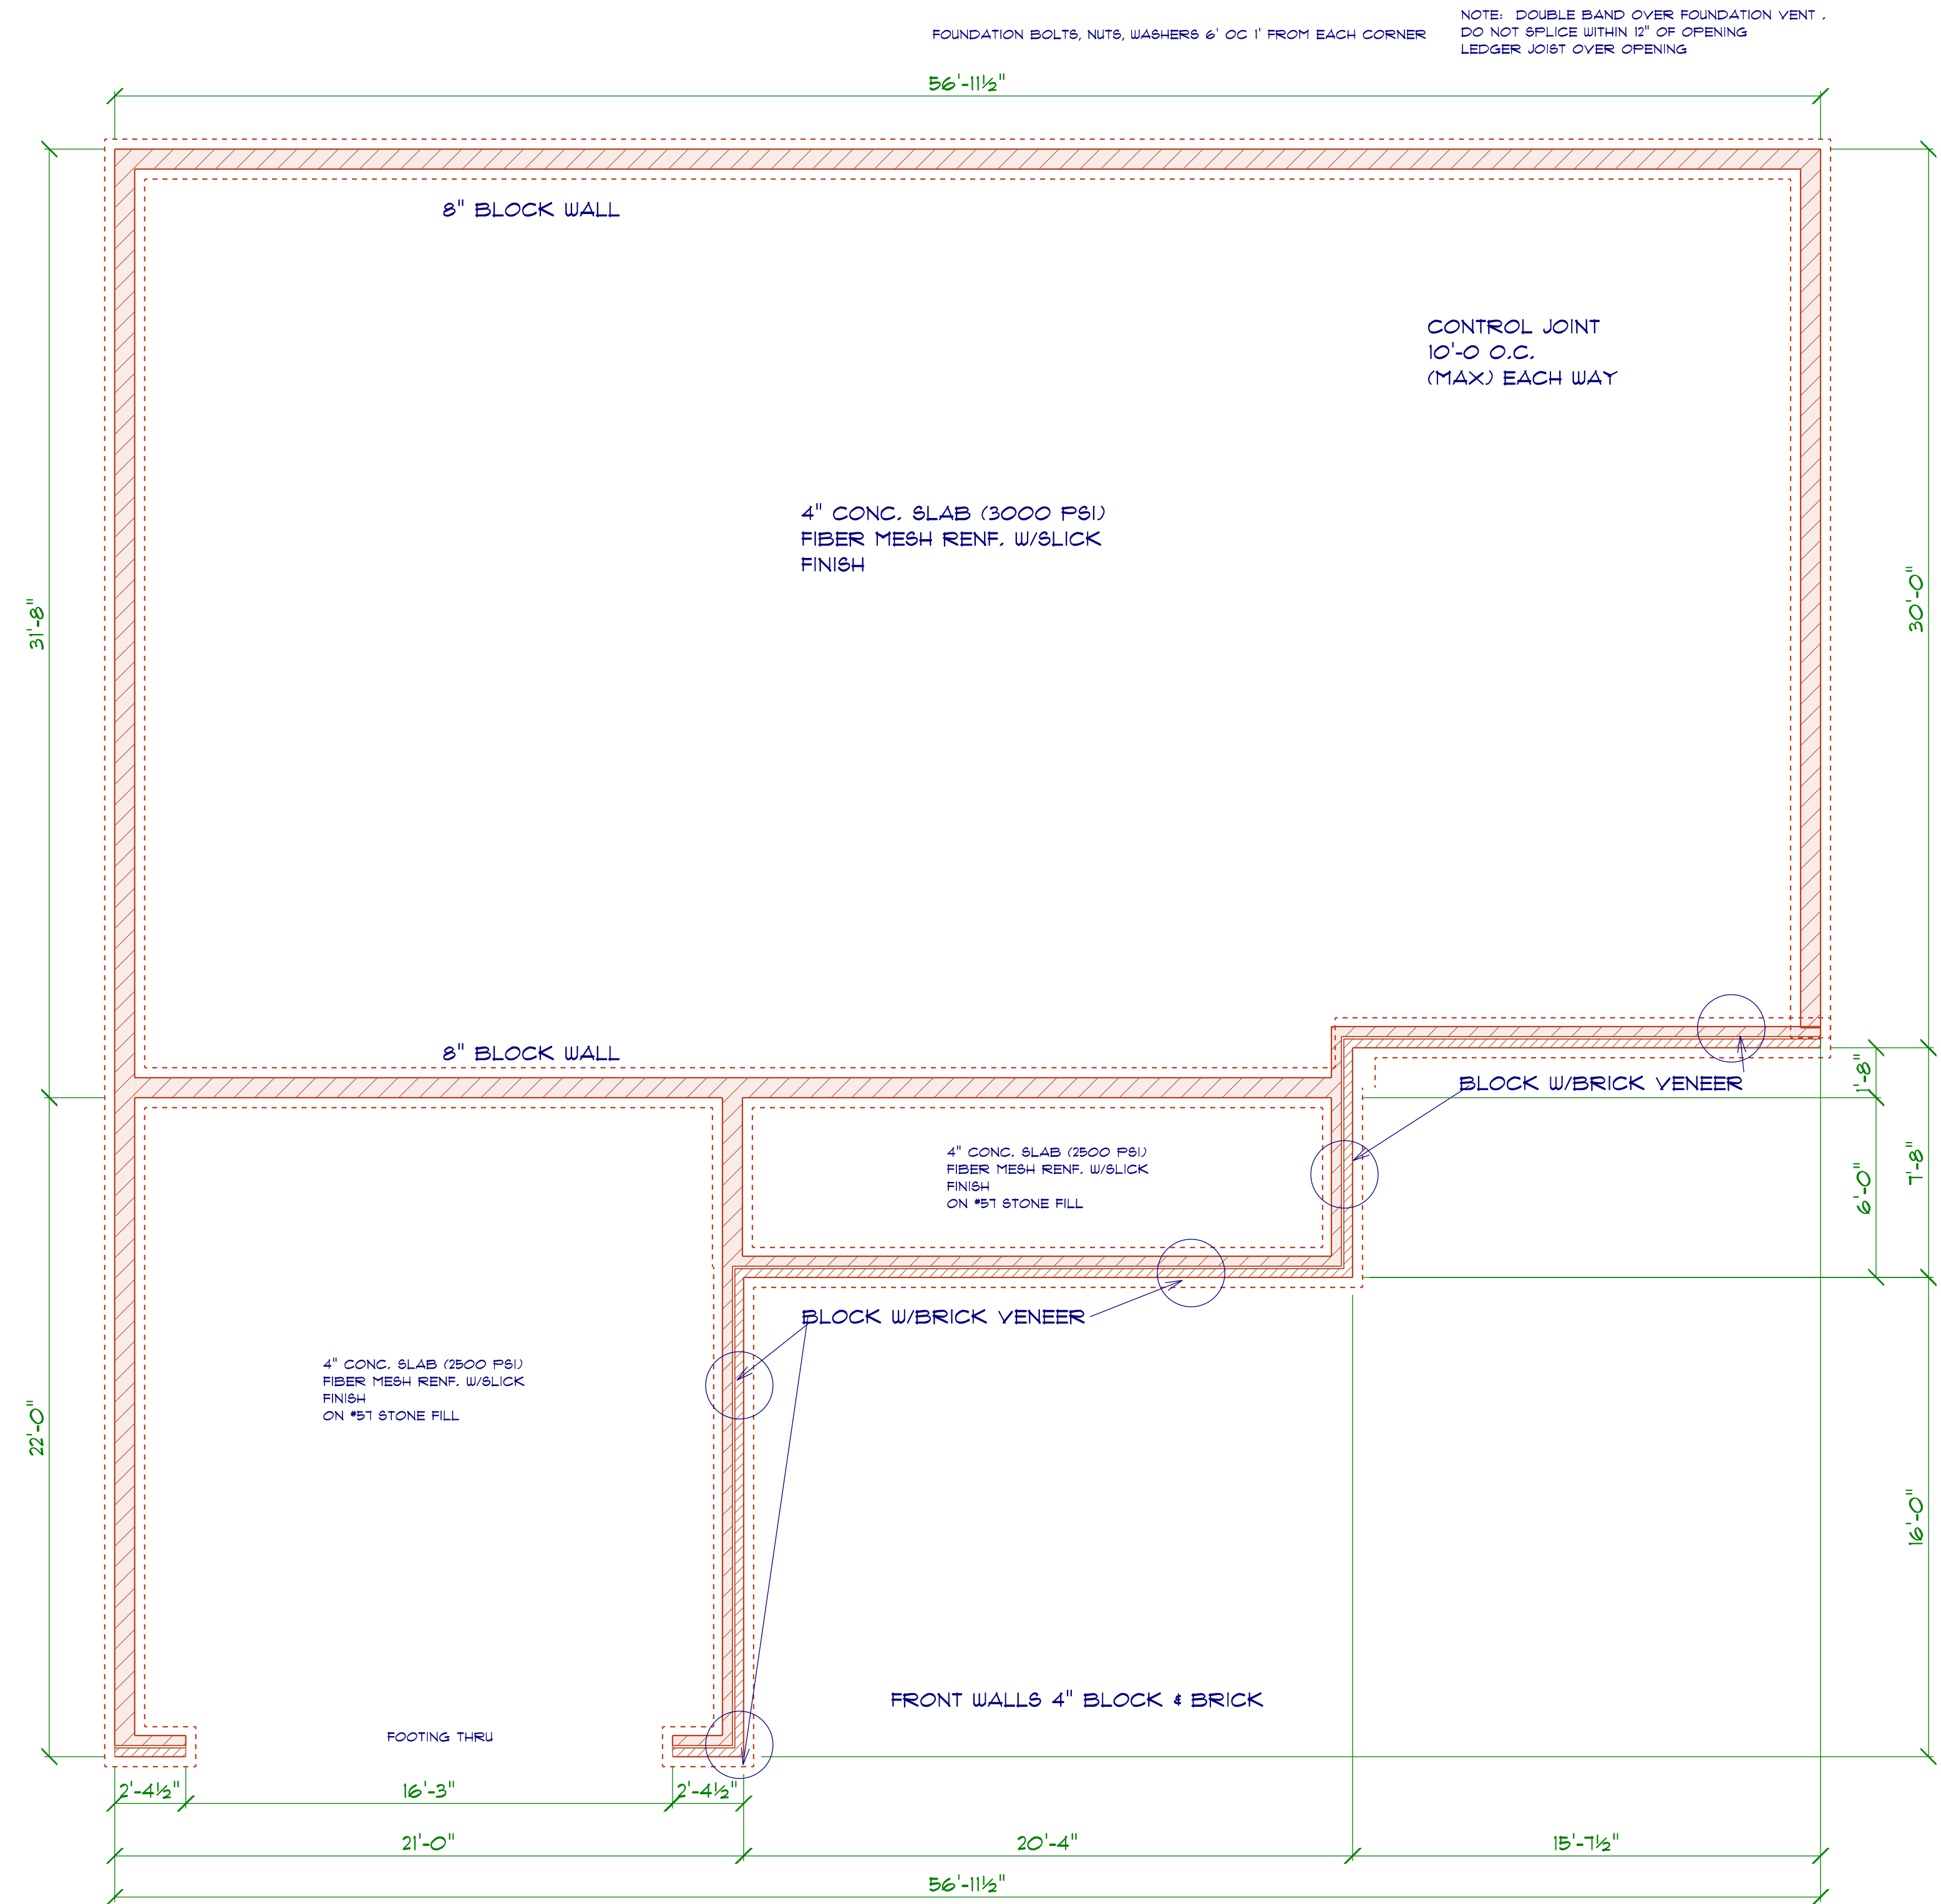 FOUNDATION BOLTS, NUTS, WASHERS 6' OC 1' FROM EACH CORNER
NOTE: DOUBLE BAND OVER FOUNDATION VENT .
DO NOT SPLICE WITHIN 12" OF OPENING
LEDGER JOIST OVER OPENING
56'-11½"
8" BLOCK WALL
CONTROL JOINT
10'-0 O.C.
(MAX) EACH WAY
4" CONC. SLAB (3000 PSI)
FIBER MESH RENF. W/SLICK
FINISH
31'-8"
30'-0"
8" BLOCK WALL
BLOCK W/BRICK VENEER
1'-8"
4" CONC. SLAB (2500 PSI)
FIBER MESH RENF. W/SLICK
FINISH
ON #57 STONE FILL
6'-0"
7'-8"
BLOCK W/BRICK VENEER
4" CONC. SLAB (2500 PSI)
FIBER MESH RENF. W/SLICK
FINISH
ON #57 STONE FILL
22'-0"
16'-0"
FRONT WALLS 4" BLOCK & BRICK
FOOTING THRU
2'-4½"
16'-3"
2'-4½"
21'-0"
20'-4"
15'-7½"
56'-11½"